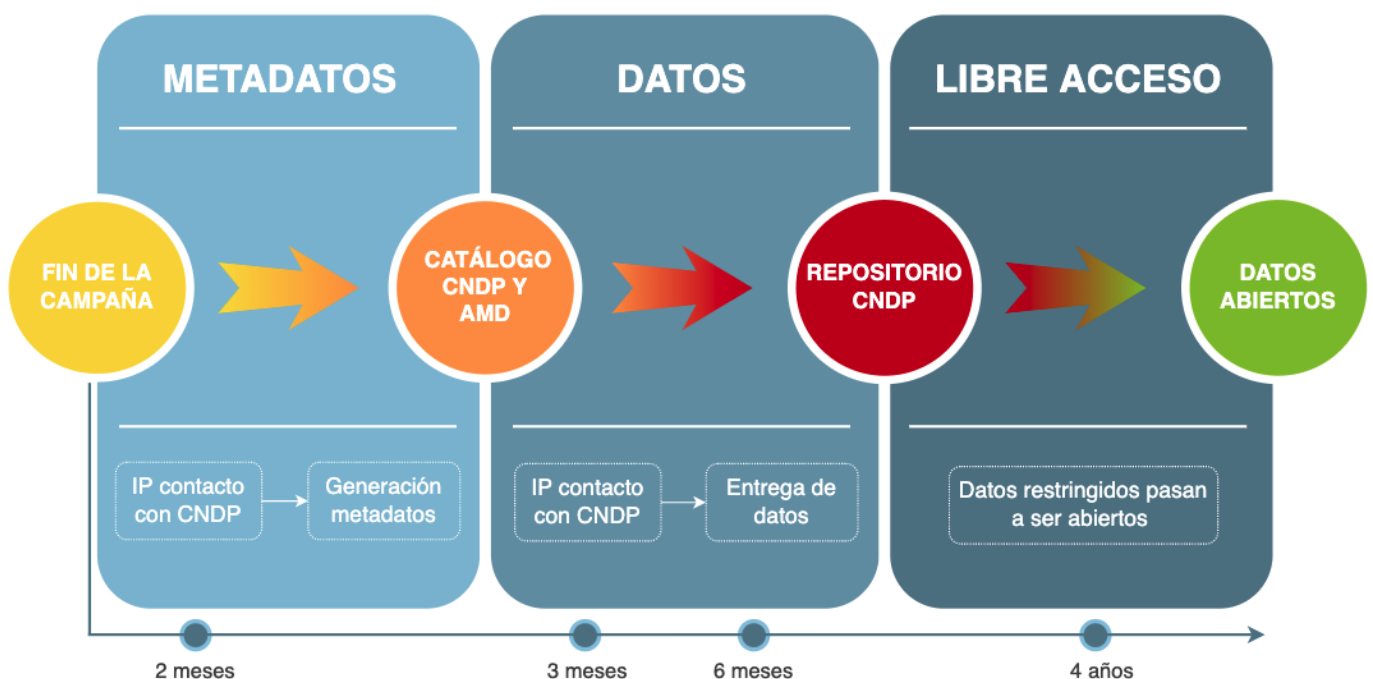 METADATOS
DATOS
LIBRE ACCESO
FIN DE LA
CAMPAÑA
CATÁLOGO
CNDP Y
AMD
REPOSITORIO
CNDP
DATOS
ABIERTOS
IP contacto
con CNDP
Generación
metadatos
IP contacto
con CNDP
Entrega de
datos
Datos restringidos pasan
a ser abiertos
2 meses
3 meses
6 meses
4 años